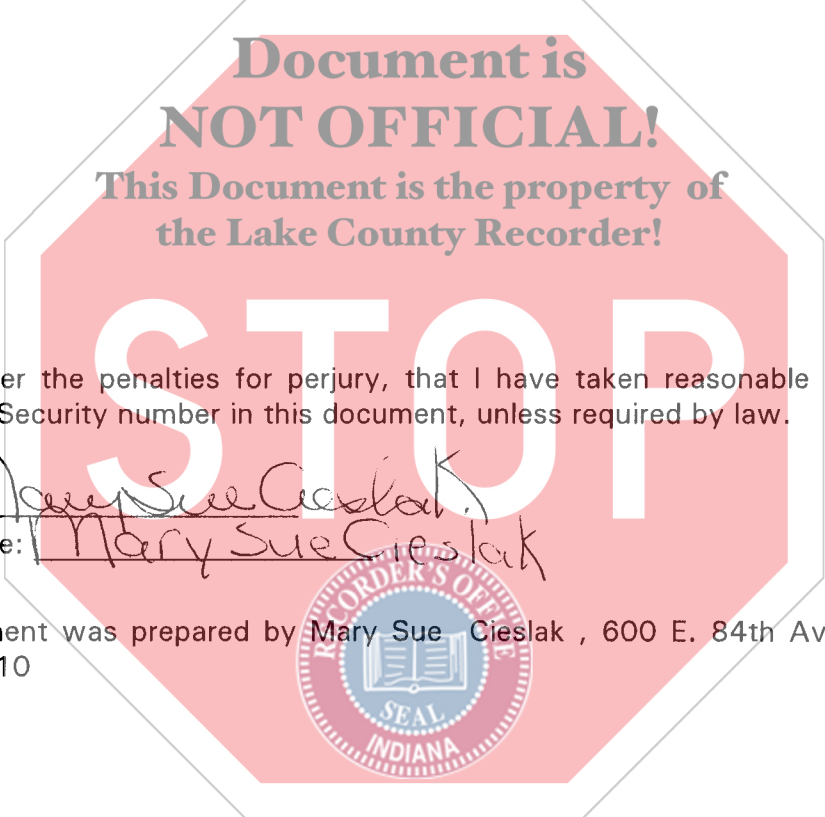 Document is
NOT OFFICIAL!
This Document is the property of
the Lake County Recorder!
STOP
er the penalties for perjury, that I have taken reasonable
Security number in this document, unless required by law.
Mary Sue Cieslak
e: Mary Sue Cieslak
ent was prepared by Mary Sue Cieslak , 600 E. 84th Av
10
RECORDER'S OFFICE
SEAL
INDIANA